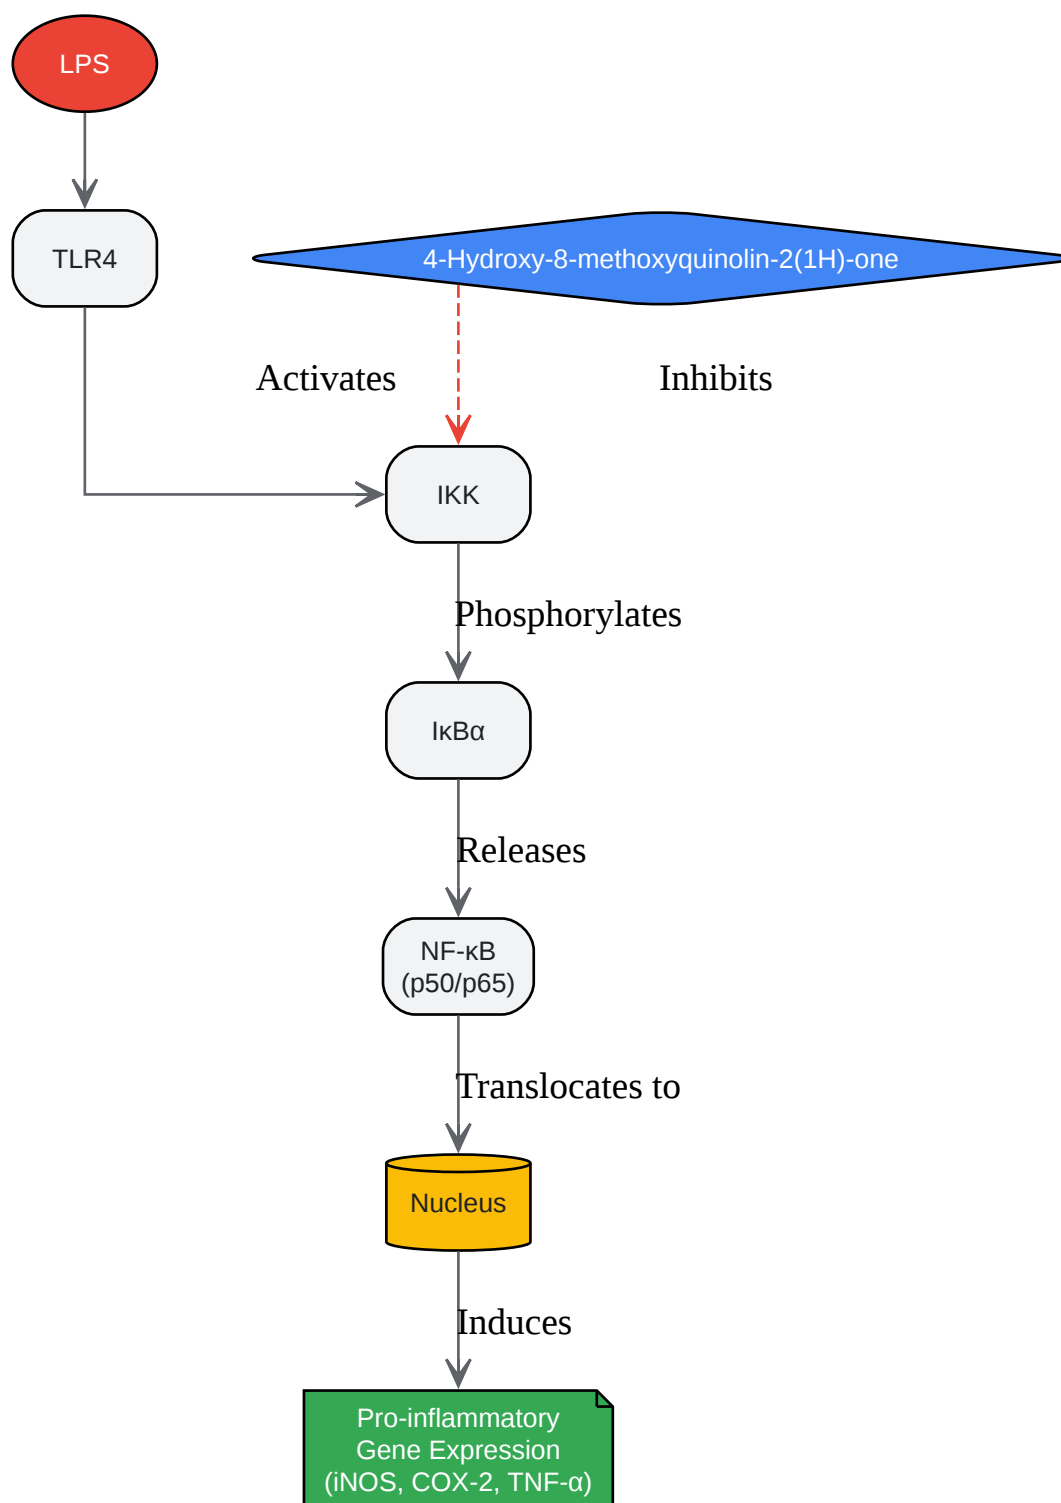 LPS
TLR4
4-Hydroxy-8-methoxyquinolin-2(1H)-one
Activates
Inhibits
IKK
Phosphorylates
IκBα
Releases
NF-κB
(p50/p65)
Translocates to
Nucleus
Induces
Pro-inflammatory
Gene Expression
(iNOS, COX-2, TNF-α)